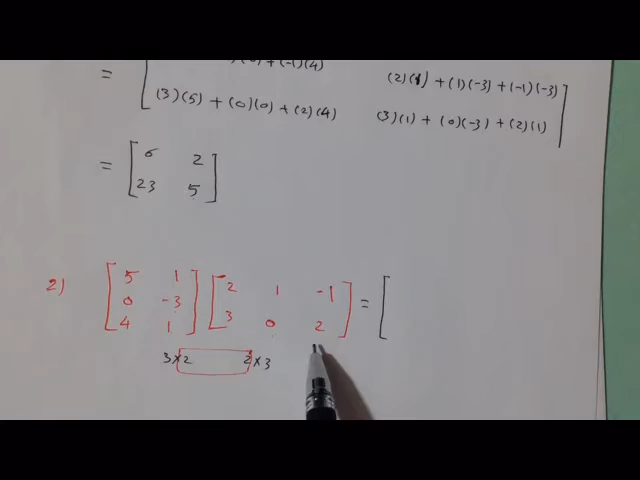 + (-1)(4)
= (2)(1) + (1)(-3) + (-1)(-3)
(3)(5) + (0)(0) + (2)(4) (3)(1) + (0)(-3) + (2)(1)
= [ 6 2
23 5 ]
2) [ 5 1 ] [ 2 1 -1 ] = [
0 -3
4 1 3 0 2
3×2 2×3